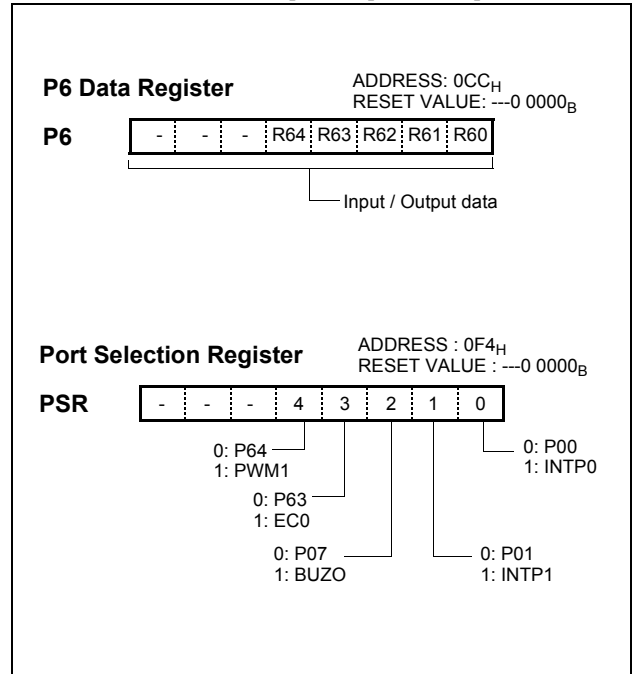 P6 Data Register
ADDRESS: 0CCH
RESET VALUE: ---0 0000B
P6
- - - R64 R63 R62 R61 R60
Input / Output data
Port Selection Register
ADDRESS : 0F4H
RESET VALUE : ---0 0000B
PSR
- - - 4 3 2 1 0
0: P64
1: PWM1
0: P00
1: INTP0
0: P63
1: EC0
0: P07
1: BUZO
0: P01
1: INTP1